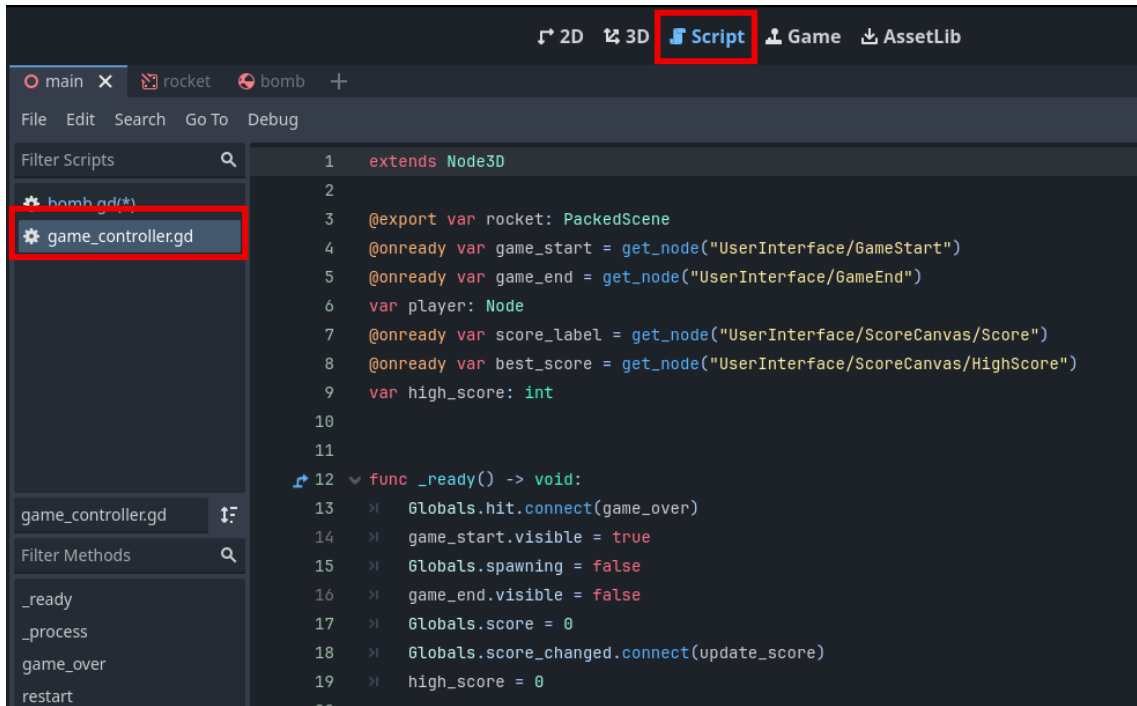 2D 3D Script Game AssetLib
main rocket bomb
File Edit Search Go To Debug
Filter Scripts
bomb.gd(*)
game_controller.gd
game_controller.gd
Filter Methods
_ready
_process
game_over
restart
1 extends Node3D
2
3 @export var rocket: PackedScene
4 @onready var game_start = get_node("UserInterface/GameStart")
5 @onready var game_end = get_node("UserInterface/GameEnd")
6 var player: Node
7 @onready var score_label = get_node("UserInterface/ScoreCanvas/Score")
8 @onready var best_score = get_node("UserInterface/ScoreCanvas/HighScore")
9 var high_score: int
10
11
12 func _ready() -> void:
13 Globals.hit.connect(game_over)
14 game_start.visible = true
15 Globals.spawning = false
16 game_end.visible = false
17 Globals.score = 0
18 Globals.score_changed.connect(update_score)
19 high_score = 0